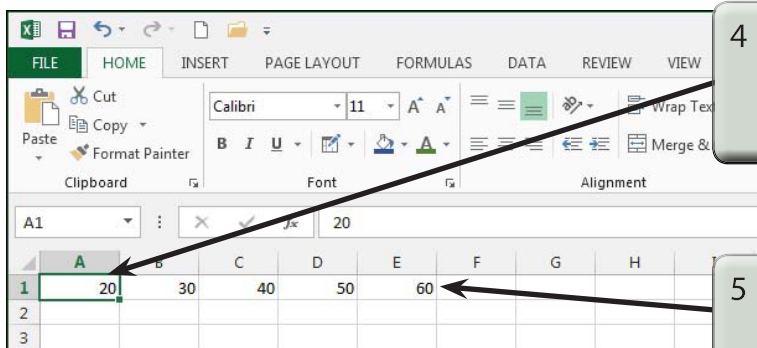 4
FILE HOME INSERT PAGE LAYOUT FORMULAS DATA REVIEW VIEW
Cut
Copy
Paste
Format Painter
Calibri 11 A A
B I U A
Wrap Tex
Merge &
Clipboard Font Alignment
A1 fx 20
A B C D E F G H
1 20 30 40 50 60
5
2
3